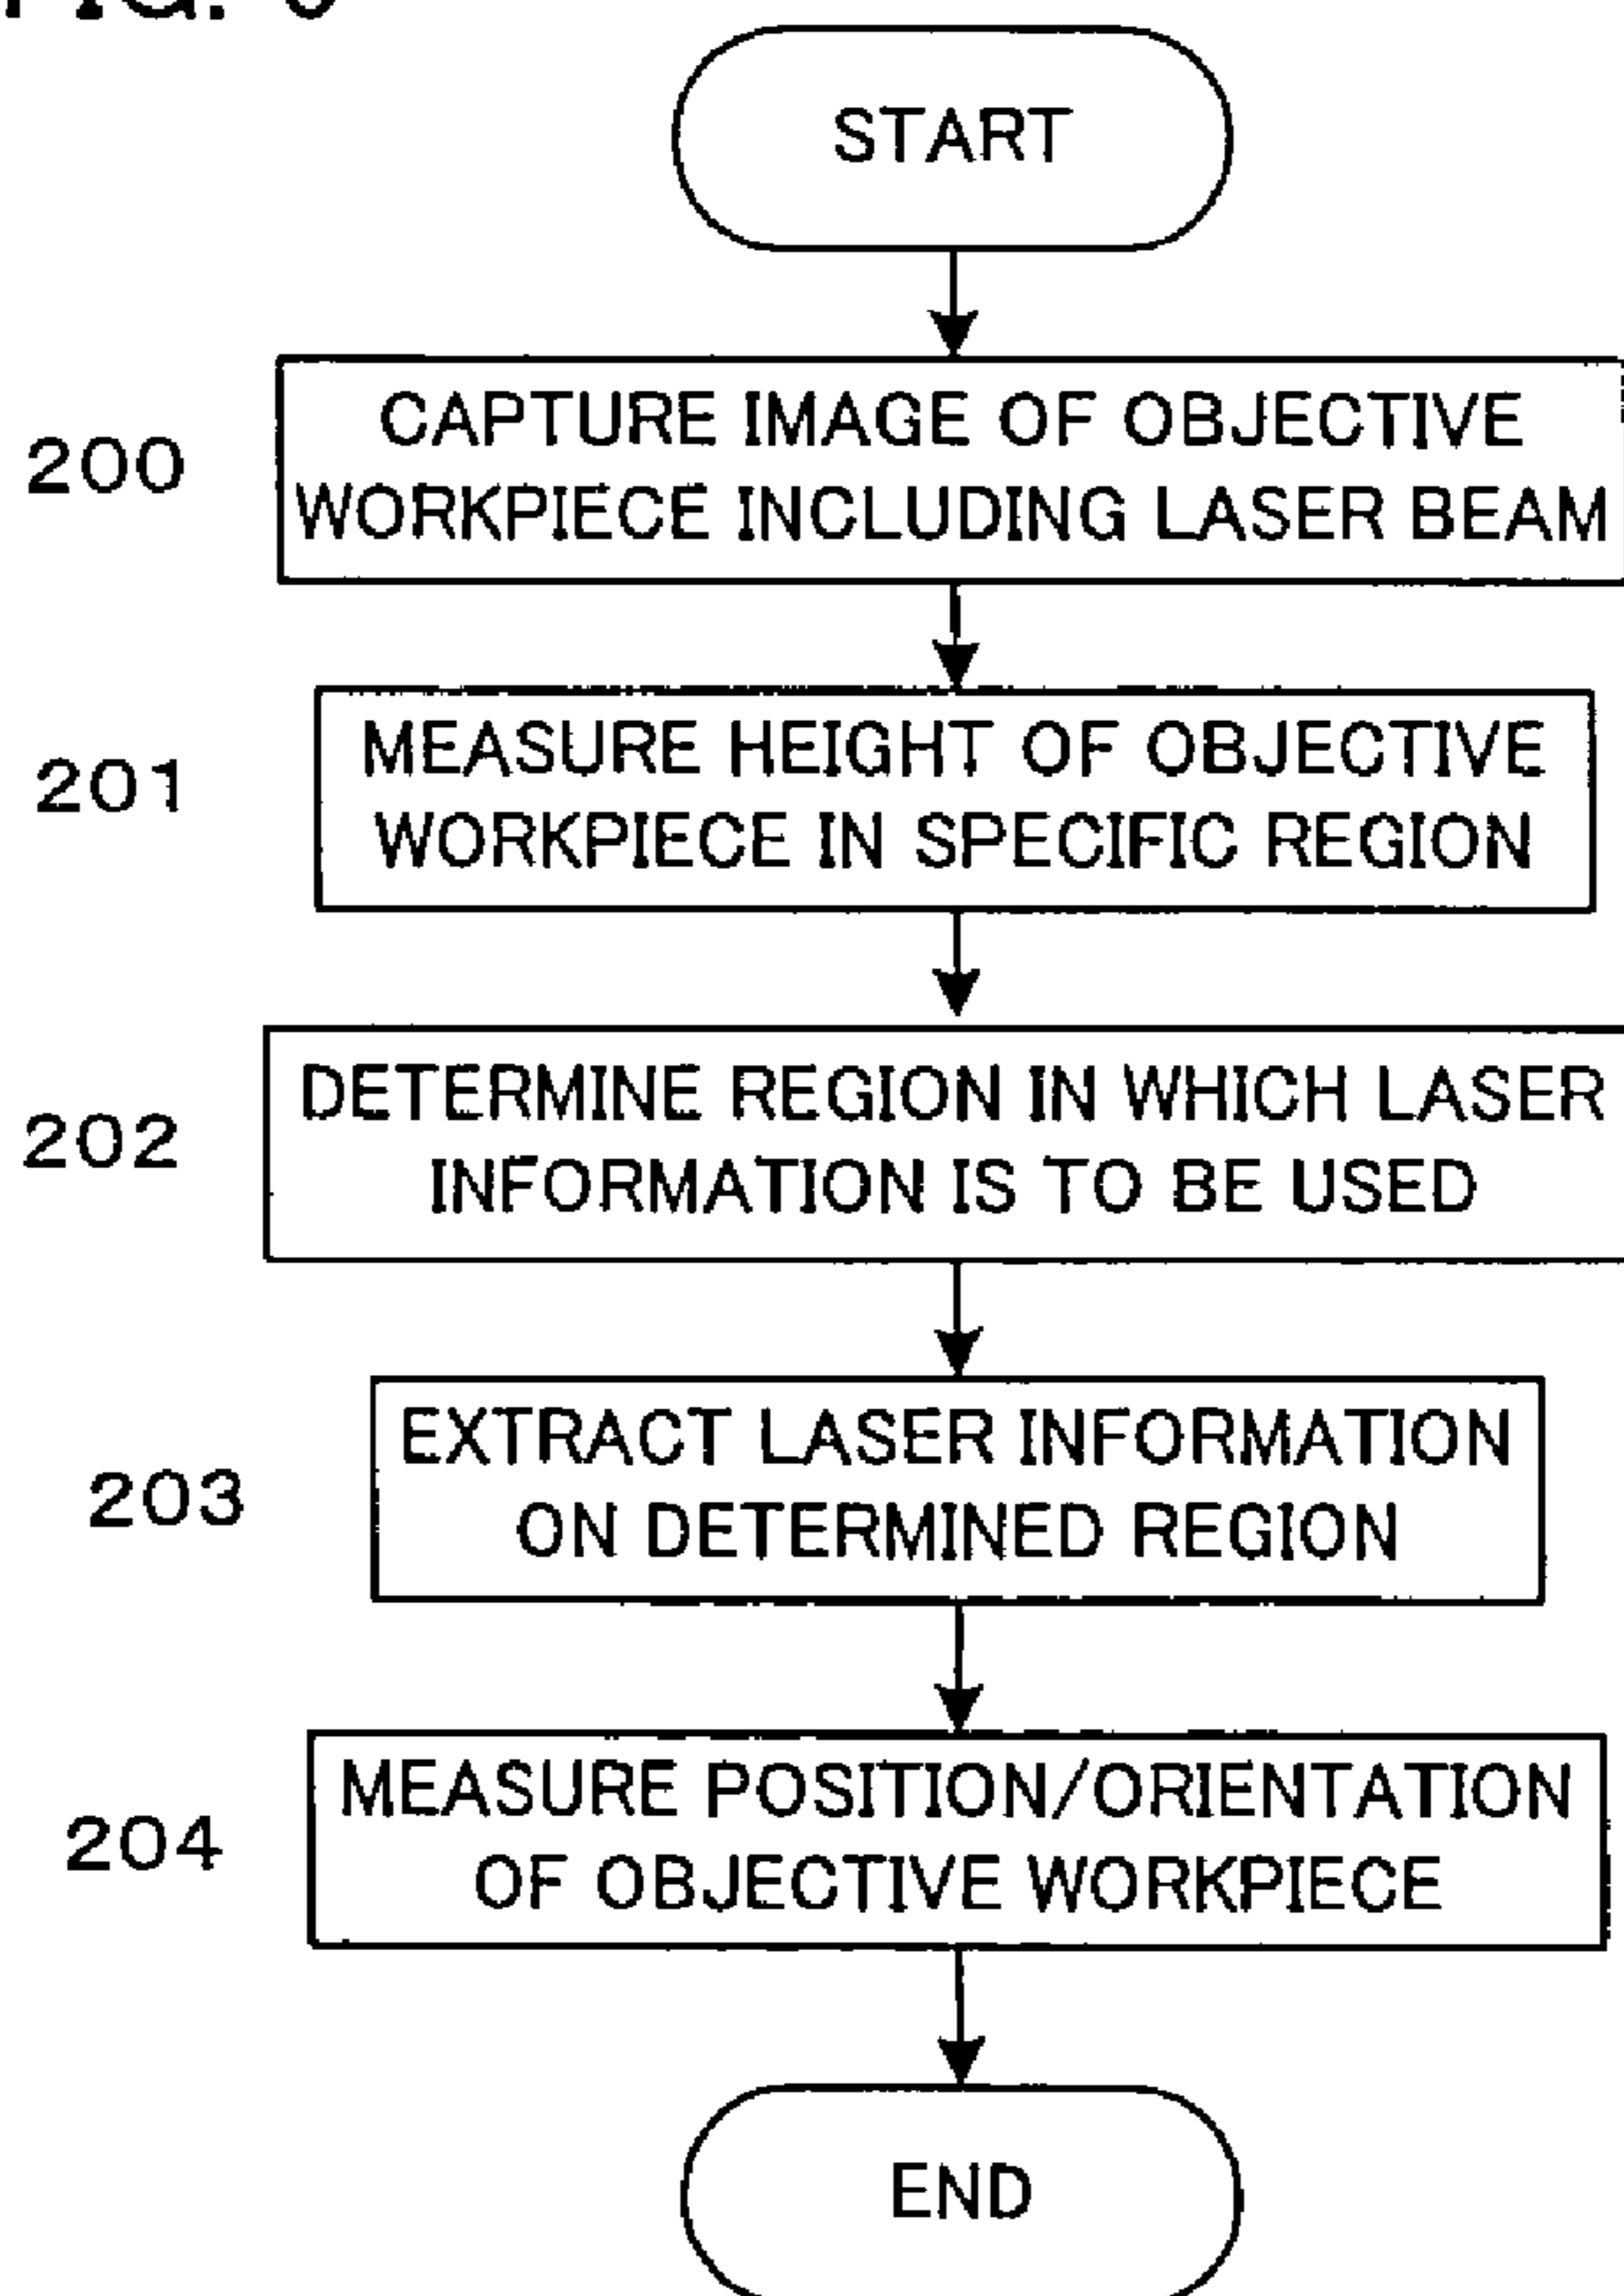 FIG.
START
200
CAPTURE IMAGE OF OBJECTIVE
WORKPIECE INCLUDING LASER BEAM
201
MEASURE HEIGHT OF OBJECTIVE
WORKPIECE IN SPECIFIC REGION
202
DETERMINE REGION IN WHICH LASER
INFORMATION IS TO BE USED
203
EXTRACT LASER INFORMATION
ON DETERMINED REGION
204
MEASURE POSITION/ORIENTATION
OF OBJECTIVE WORKPIECE
END